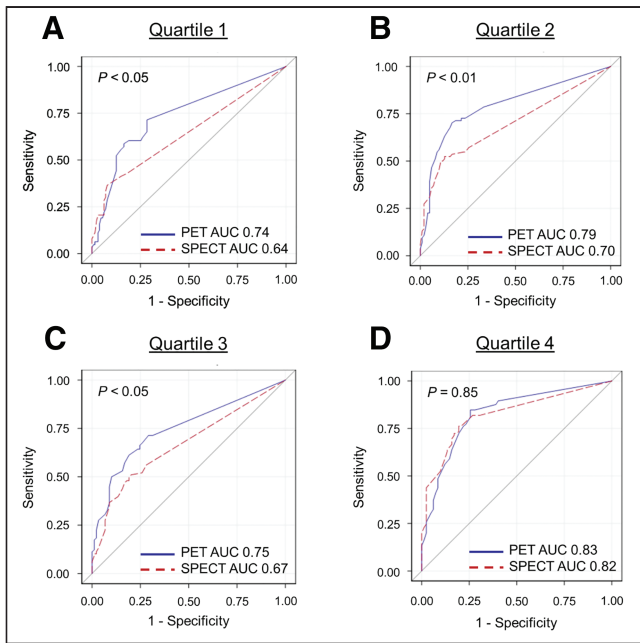 A
Quartile 1
P < 0.05
1.00
0.75
0.50
0.25
0.00
Sensitivity
PET AUC 0.74
SPECT AUC 0.64
0.00 0.25 0.50 0.75 1.00
1 - Specificity
B
Quartile 2
P < 0.01
1.00
0.75
0.50
0.25
0.00
Sensitivity
PET AUC 0.79
SPECT AUC 0.70
0.00 0.25 0.50 0.75 1.00
1 - Specificity
C
Quartile 3
P < 0.05
1.00
0.75
0.50
0.25
0.00
Sensitivity
PET AUC 0.75
SPECT AUC 0.67
0.00 0.25 0.50 0.75 1.00
1 - Specificity
D
Quartile 4
P = 0.85
1.00
0.75
0.50
0.25
0.00
Sensitivity
PET AUC 0.83
SPECT AUC 0.82
0.00 0.25 0.50 0.75 1.00
1 - Specificity